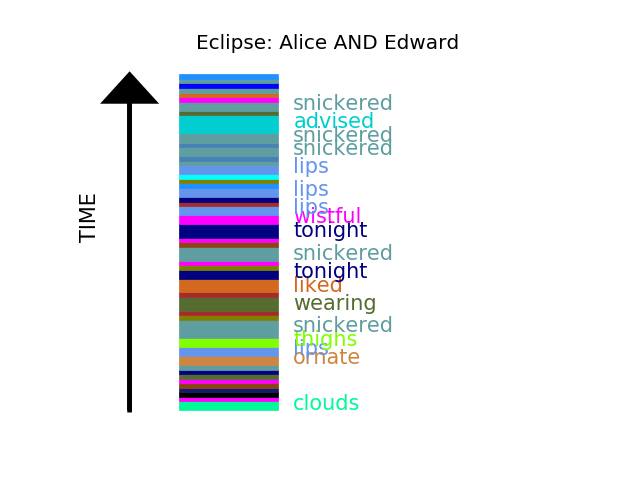 Eclipse: Alice AND Edward
snickered
advised
snickered
snickered
lips
lips
lips
wistful
tonight
snickered
tonight
liked
wearing
snickered
thighs
lips
ornate
clouds
TIME